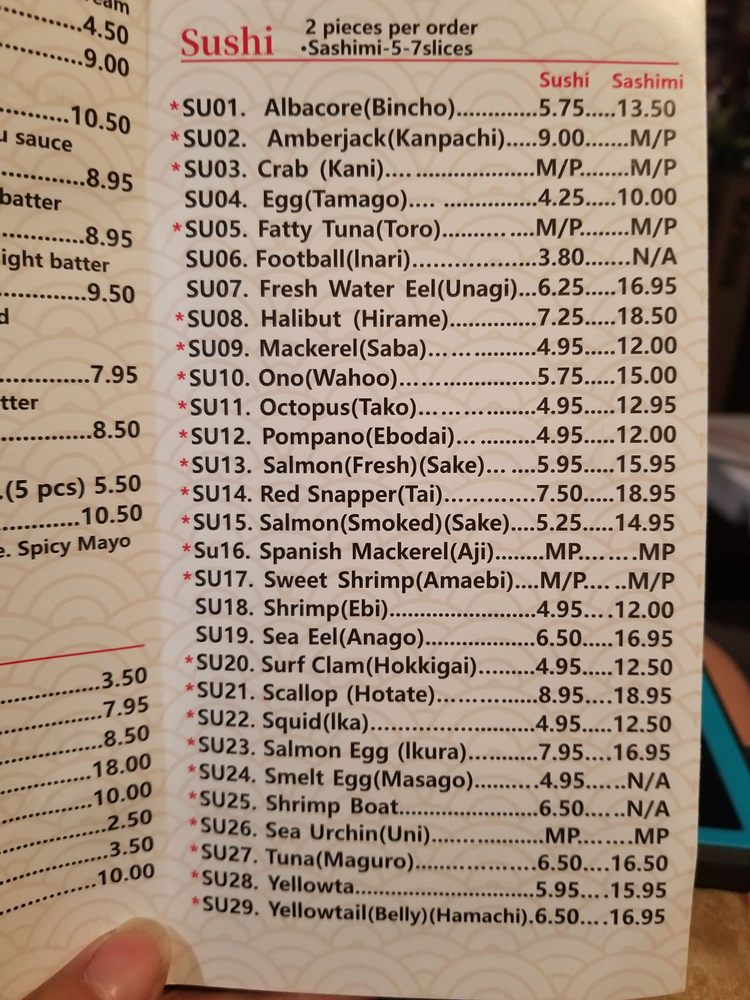 eam
4.50
9.00
10.50
u sauce
8.95
batter
8.95
ight batter
9.50
d
7.95
tter
8.50
.(5 pcs) 5.50
10.50
e. Spicy Mayo
3.50
7.95
8.50
18.00
10.00
2.50
3.50
10.00
Sushi
2 pieces per order
•Sashimi-5-7slices
Sushi Sashimi
*SU01. Albacore(Bincho).............5.75.....13.50
*SU02. Amberjack(Kanpachi).....9.00.......M/P
*SU03. Crab (Kani).... ...............M/P........M/P
SU04. Egg(Tamago).... ..............4.25.....10.00
*SU05. Fatty Tuna(Toro)......... ....M/P.......M/P
SU06. Football(lnari)....................3.80.......N/A
SU07. Fresh Water Eel(Unagi)...6.25.....16.95
*SU08. Halibut (Hirame)..............7.25.....18.50
*SU09. Mackerel(Saba)................4.95.....12.00
*SU10. Ono(Wahoo)....................5.75.....15.00
*SU11. Octopus(Tako)..................4.95.....12.95
*SU12. Pompano(Ebodai)... .........4.95.....12.00
*SU13. Salmon(Fresh)(Sake)... ....5.95.....15.95
*SU14. Red Snapper(Tai).............7.50.....18.95
*SU15. Salmon(Smoked)(Sake)....5.25.....14.95
*Su16. Spanish Mackerel(Aji).......MP.... ....MP
*SU17. Sweet Shrimp(Amaebi)....M/P.... ..M/P
SU18. Shrimp(Ebi)......................4.95....12.00
SU19. Sea Eel(Anago).................6.50.....16.95
*SU20. Surf Clam(Hokkigai).........4.95.....12.50
*SU21. Scallop (Hotate)...............8.95....18.95
*SU22. Squid(lka).........................4.95.....12.50
*SU23. Salmon Egg (lkura)...........7.95....16.95
*SU24. Smelt Egg(Masago)..........4.95......N/A
*SU25. Shrimp Boat.....................6.50.....N/A
*SU26. Sea Urchin(Uni)................MP.......MP
*SU27. Tuna(Maguro)..................6.50....16.50
*SU28. Yellowta...........................5.95....15.95
*SU29. Yellowtail(Belly)(Hamachi).6.50....16.95